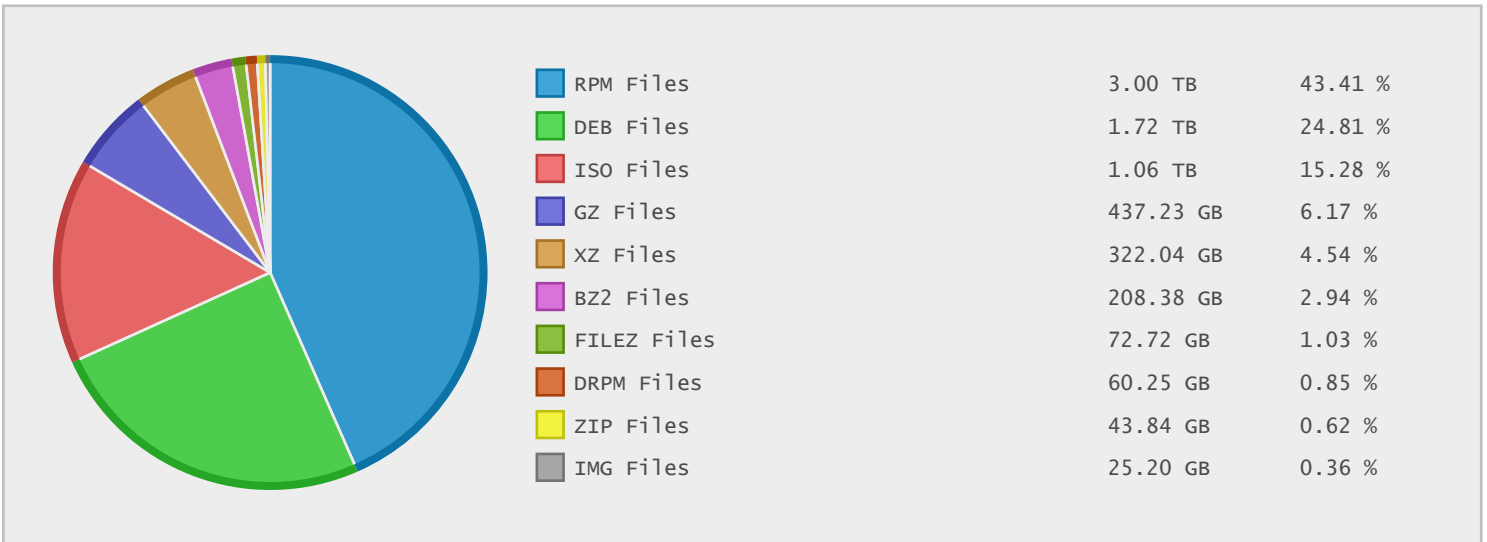 RPM Files 3.00 TB 43.41 %
DEB Files 1.72 TB 24.81 %
ISO Files 1.06 TB 15.28 %
GZ Files 437.23 GB 6.17 %
XZ Files 322.04 GB 4.54 %
BZ2 Files 208.38 GB 2.94 %
FILEZ Files 72.72 GB 1.03 %
DRPM Files 60.25 GB 0.85 %
ZIP Files 43.84 GB 0.62 %
IMG Files 25.20 GB 0.36 %